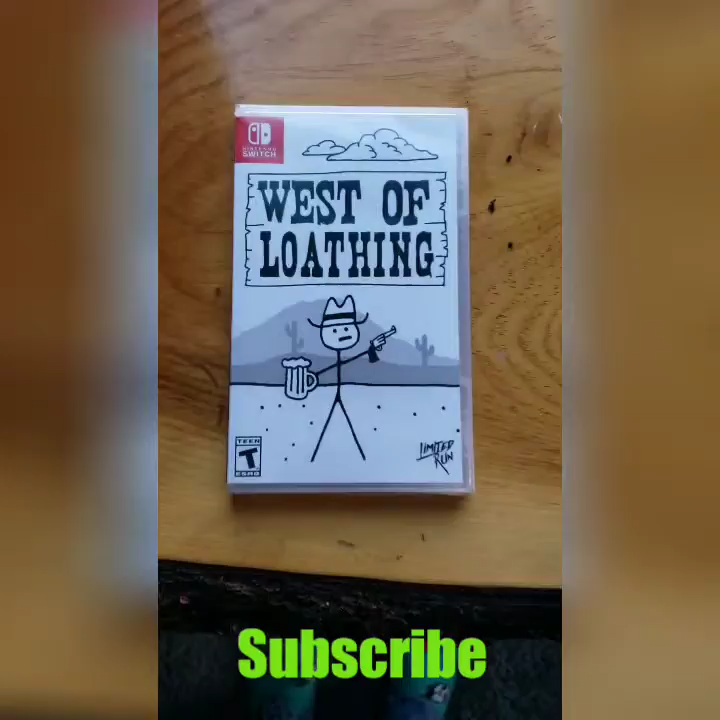 NINTENDO
SWITCH
WEST OF
LOATHING
TEEN
T
ESRB
LIMITED
RUN
Subscribe